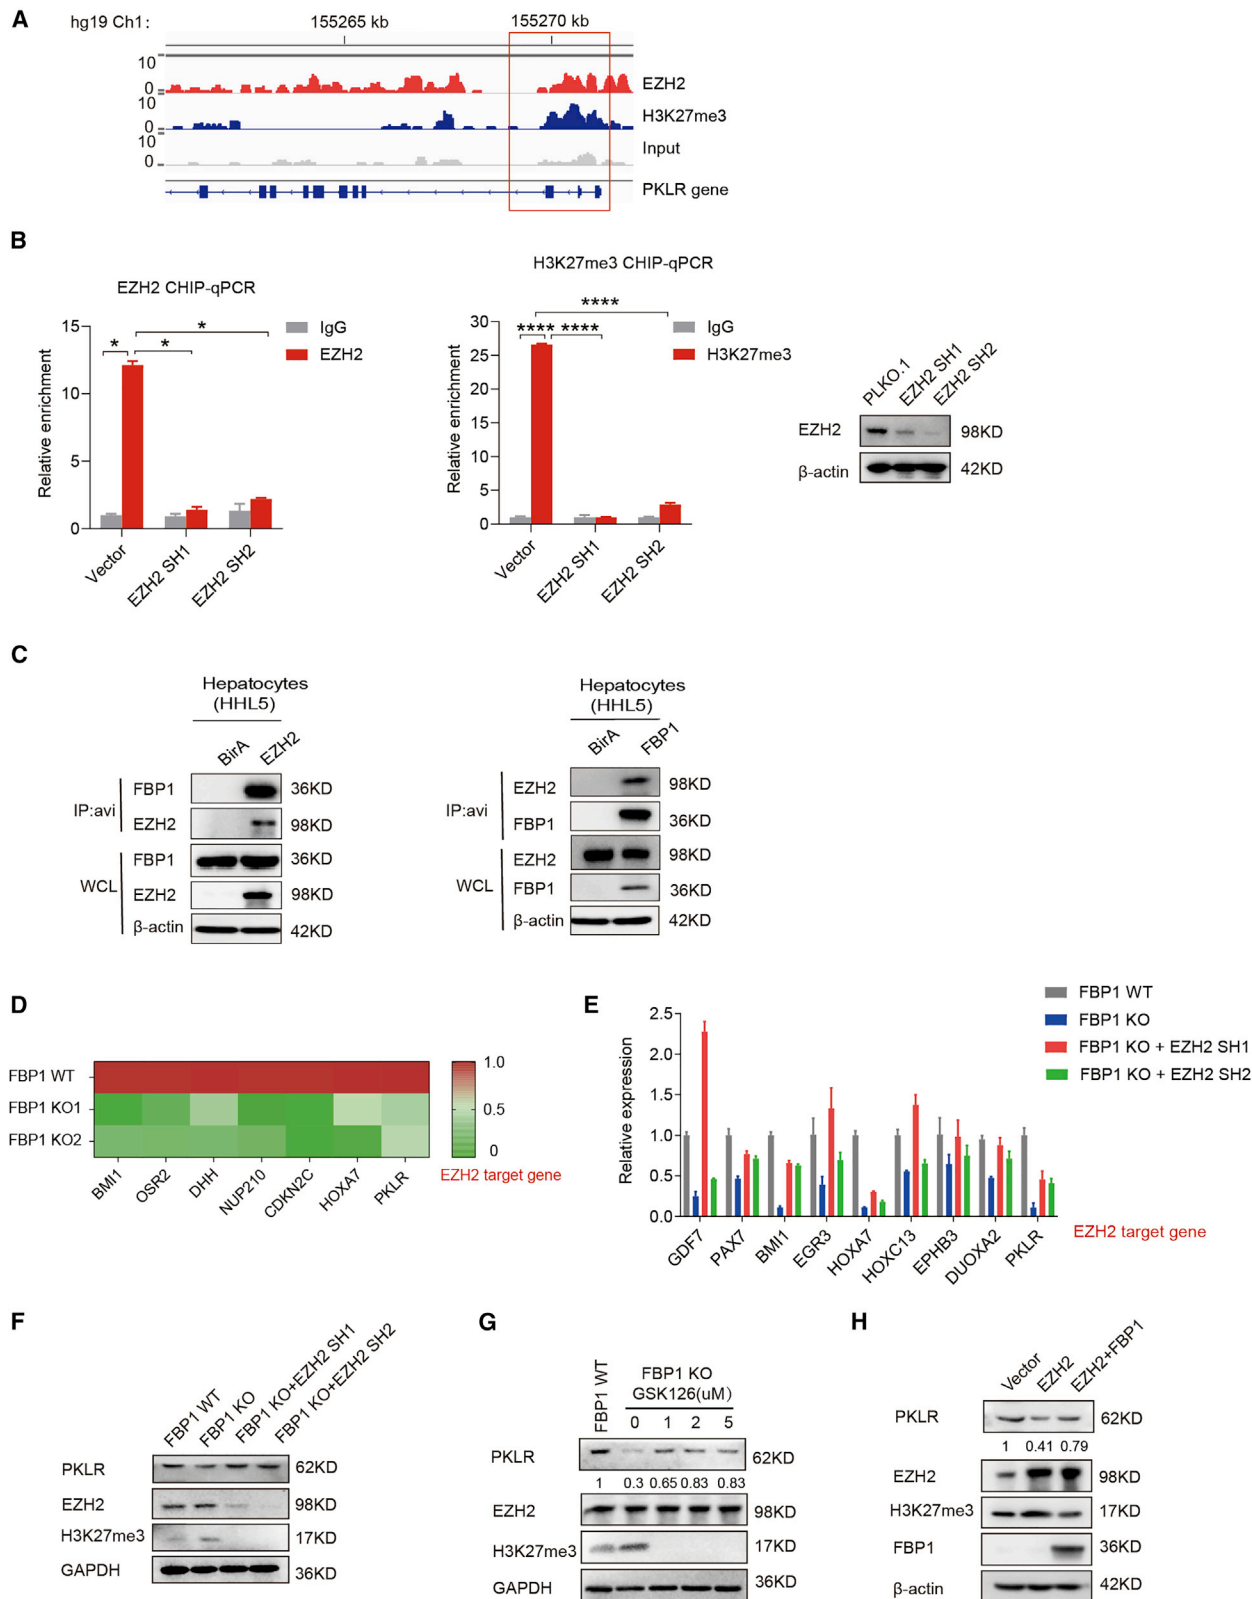 A
hg19 Ch1: 155265 kb 155270 kb
10
0
EZH2
10
0
H3K27me3
10
0
Input
PKLR gene
B
EZH2 CHIP-qPCR
Relative enrichment
15
10
5
0
* * *
IgG
EZH2
Vector EZH2 SH1 EZH2 SH2
H3K27me3 CHIP-qPCR
Relative enrichment
30
25
20
15
10
5
0
****
**** ****
IgG
H3K27me3
Vector EZH2 SH1 EZH2 SH2
PLKO.1 EZH2 SH1 EZH2 SH2
EZH2 98KD
β-actin 42KD
C
Hepatocytes
(HHL5)
BirA EZH2
IP:avi
FBP1 36KD
EZH2 98KD
WCL
FBP1 36KD
EZH2 98KD
β-actin 42KD
Hepatocytes
(HHL5)
BirA FBP1
IP:avi
EZH2 98KD
FBP1 36KD
WCL
EZH2 98KD
FBP1 36KD
β-actin 42KD
D
FBP1 WT
FBP1 KO1
FBP1 KO2
1.0
0.5
0
BMI1 OSR2 DHH NUP210 CDKN2C HOXA7 PKLR
EZH2 target gene
E
Relative expression
2.5
2.0
1.5
1.0
0.5
0.0
FBP1 WT
FBP1 KO
FBP1 KO + EZH2 SH1
FBP1 KO + EZH2 SH2
GDF7 PAX7 BMI1 EGR3 HOXA7 HOXC13 EPHB3 DUOXA2 PKLR
EZH2 target gene
F
FBP1 WT FBP1 KO FBP1 KO+EZH2 SH1 FBP1 KO+EZH2 SH2
PKLR 62KD
EZH2 98KD
H3K27me3 17KD
GAPDH 36KD
G
FBP1 WT
FBP1 KO
GSK126(uM)
0 1 2 5
PKLR 62KD
1 0.3 0.65 0.83 0.83
EZH2 98KD
H3K27me3 17KD
GAPDH 36KD
H
Vector EZH2 EZH2+FBP1
PKLR 62KD
1 0.41 0.79
EZH2 98KD
H3K27me3 17KD
FBP1 36KD
β-actin 42KD